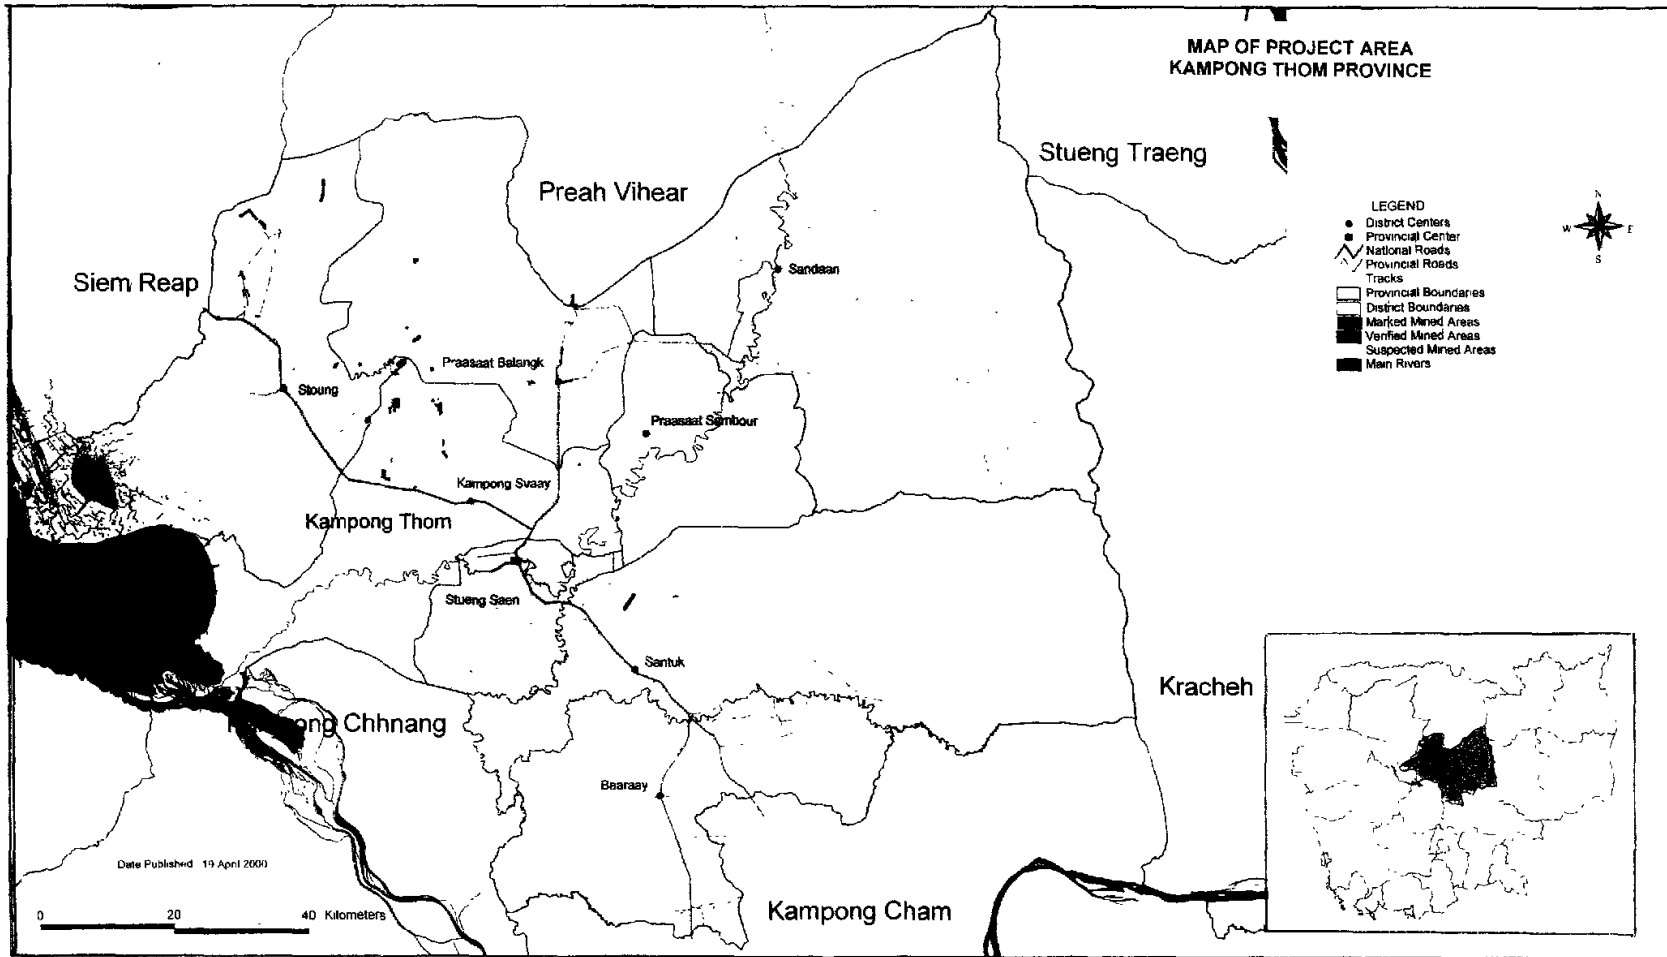 MAP OF PROJECT AREA
KAMPONG THOM PROVINCE
Stueng Traeng
Preah Vihear
LEGEND
District Centers
Provincial Center
National Roads
Provincial Roads
Tracks
Provincial Boundaries
District Boundaries
Marked Mined Areas
Verified Mined Areas
Suspected Mined Areas
Main Rivers
N
W
E
S
Siem Reap
Sandaan
Praasaat Balangk
Stoung
Praasaat Sambour
Kampong Svaay
Kampong Thom
Stueng Saen
Santuk
Kracheh
ong Chhnang
Baaraay
Date Published 19 April 2000
Kampong Cham
0 20 40 Kilometers